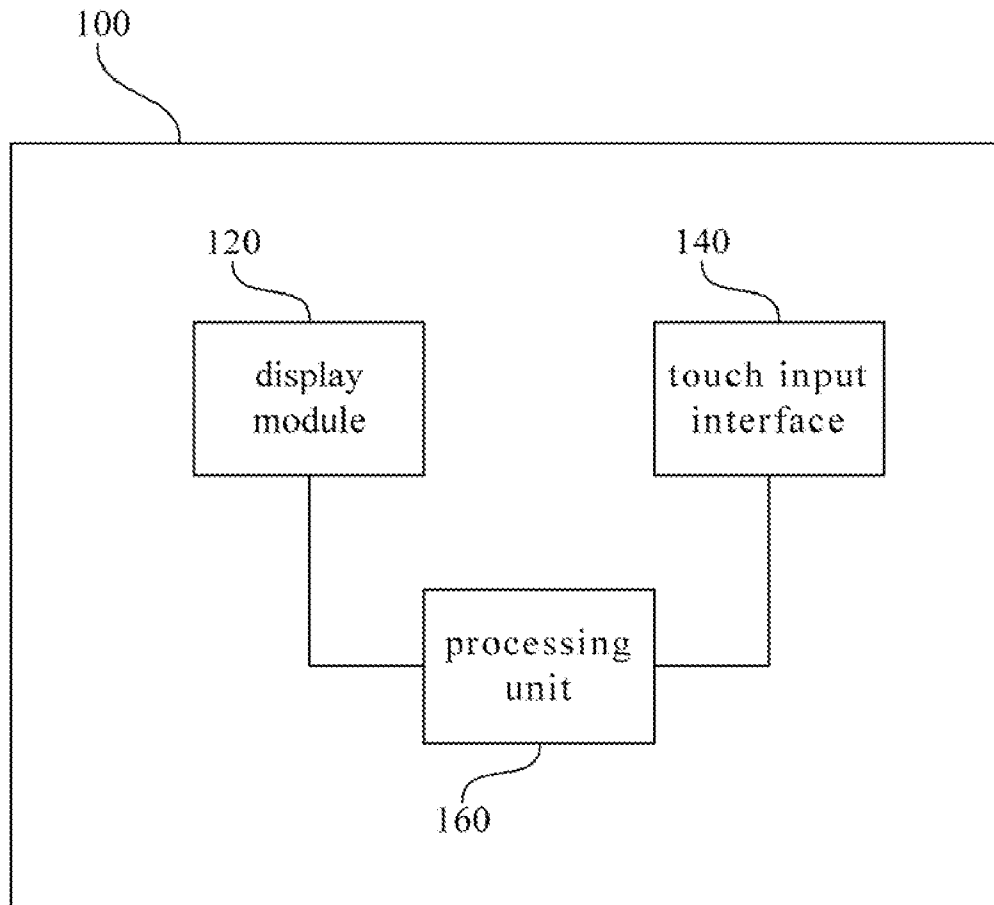 100
120
140
display
module
touch input
interface
processing
unit
160